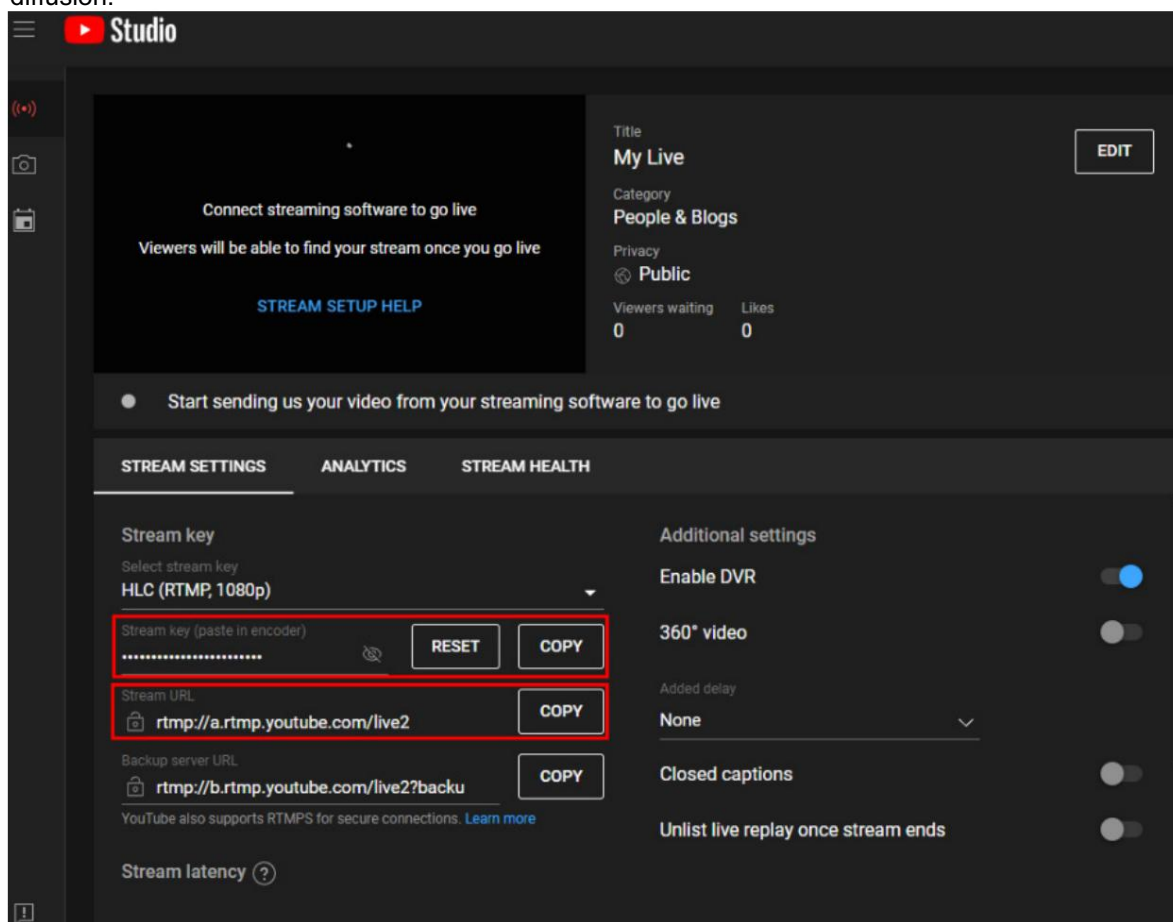 diffusion.
Studio
Title
My Live
EDIT
Category
People & Blogs
Privacy
Public
Viewers waiting Likes
0 0
Connect streaming software to go live
Viewers will be able to find your stream once you go live
STREAM SETUP HELP
Start sending us your video from your streaming software to go live
STREAM SETTINGS ANALYTICS STREAM HEALTH
Stream key
Select stream key
HLC (RTMP, 1080p)
Stream key (paste in encoder)
•••••••••••••••••••••••• RESET COPY
Stream URL
rtmp://a.rtmp.youtube.com/live2 COPY
Backup server URL
rtmp://b.rtmp.youtube.com/live2?backu COPY
YouTube also supports RTMPS for secure connections. Learn more
Stream latency ?
Additional settings
Enable DVR
360° video
Added delay
None
Closed captions
Unlist live replay once stream ends